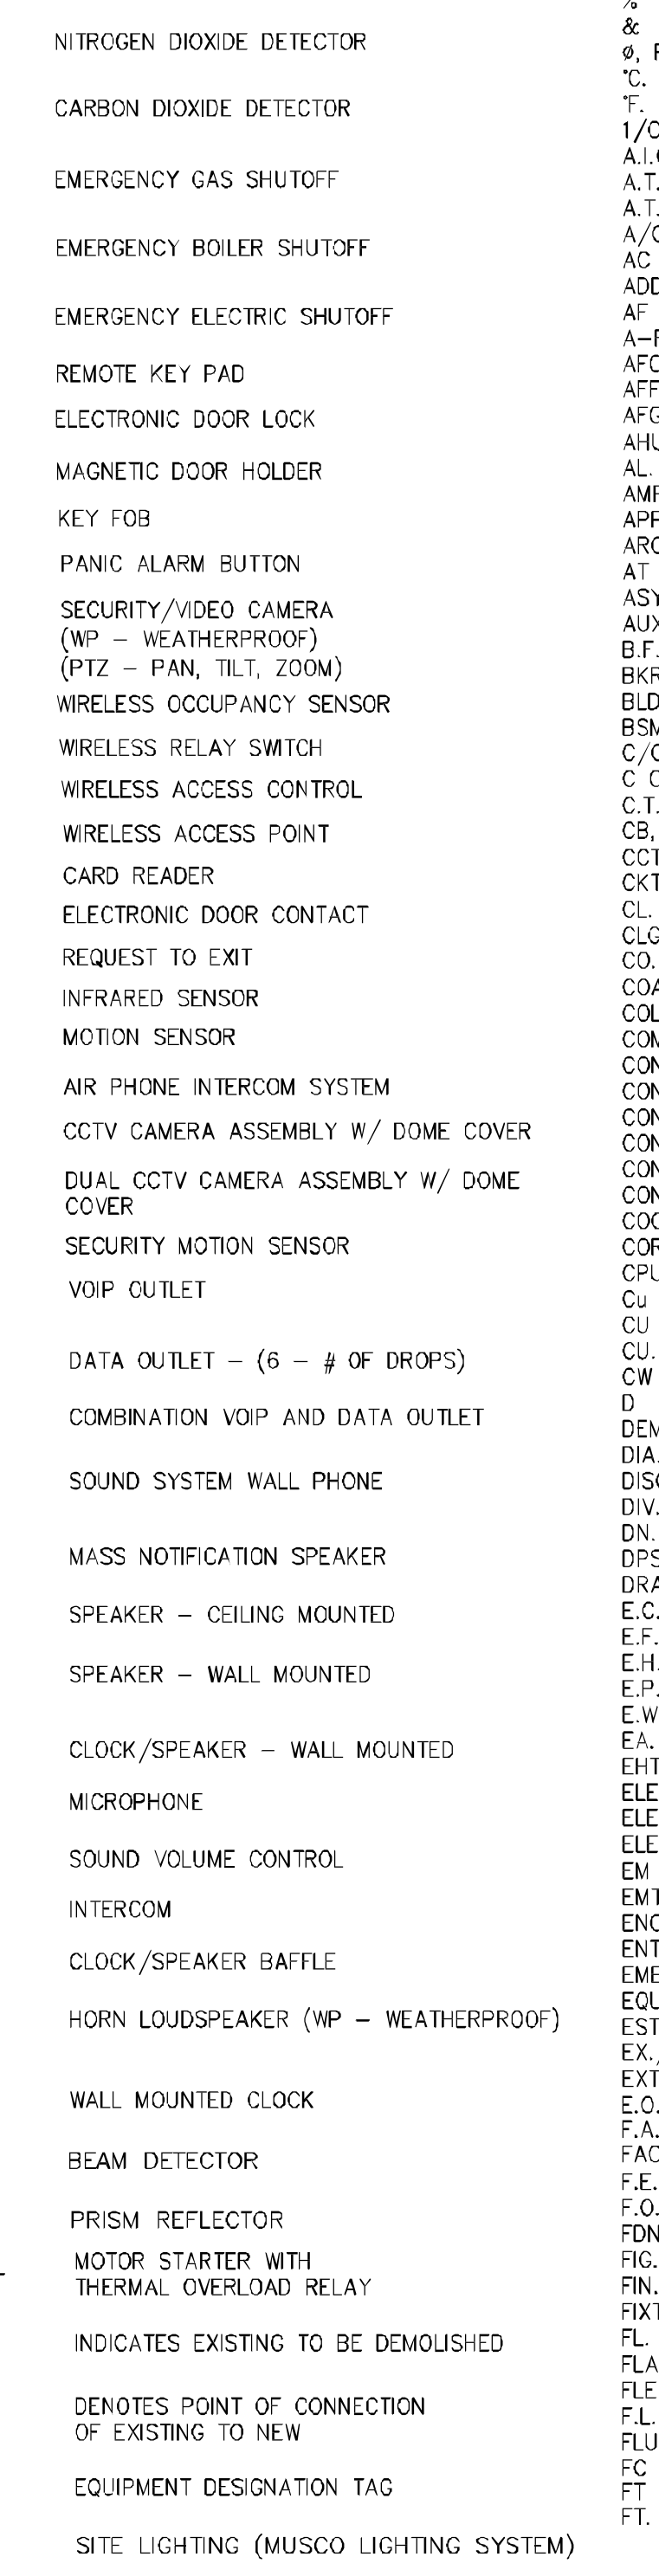 NITROGEN DIOXIDE DETECTOR
CARBON DIOXIDE DETECTOR
EMERGENCY GAS SHUTOFF
EMERGENCY BOILER SHUTOFF
EMERGENCY ELECTRIC SHUTOFF
REMOTE KEY PAD
ELECTRONIC DOOR LOCK
MAGNETIC DOOR HOLDER
KEY FOB
PANIC ALARM BUTTON
SECURITY/VIDEO CAMERA
(WP – WEATHERPROOF)
(PTZ – PAN, TILT, ZOOM)
WIRELESS OCCUPANCY SENSOR
WIRELESS RELAY SWITCH
WIRELESS ACCESS CONTROL
WIRELESS ACCESS POINT
CARD READER
ELECTRONIC DOOR CONTACT
REQUEST TO EXIT
INFRARED SENSOR
MOTION SENSOR
AIR PHONE INTERCOM SYSTEM
CCTV CAMERA ASSEMBLY W/ DOME COVER
DUAL CCTV CAMERA ASSEMBLY W/ DOME
COVER
SECURITY MOTION SENSOR
VOIP OUTLET
DATA OUTLET – (6 – # OF DROPS)
COMBINATION VOIP AND DATA OUTLET
SOUND SYSTEM WALL PHONE
MASS NOTIFICATION SPEAKER
SPEAKER – CEILING MOUNTED
SPEAKER – WALL MOUNTED
CLOCK/SPEAKER – WALL MOUNTED
MICROPHONE
SOUND VOLUME CONTROL
INTERCOM
CLOCK/SPEAKER BAFFLE
HORN LOUDSPEAKER (WP – WEATHERPROOF)
WALL MOUNTED CLOCK
BEAM DETECTOR
PRISM REFLECTOR
MOTOR STARTER WITH
THERMAL OVERLOAD RELAY
INDICATES EXISTING TO BE DEMOLISHED
DENOTES POINT OF CONNECTION
OF EXISTING TO NEW
EQUIPMENT DESIGNATION TAG
SITE LIGHTING (MUSCO LIGHTING SYSTEM)
%
&
ø,
°C.
°F.
A.T.
A.T.
AC
AF
AL.
AT
B.F.
C
C.T.
CB,
CL.
CO.
Cu
CU
CU.
CW
D
DIA.
DIV.
DN.
E.C.
E.F.
E.H.
E.P.
EA.
EM
E.O.
F.A.
F.E.
F.O.
FIG.
FIN.
FL.
F.L.
FC
FT
FT.